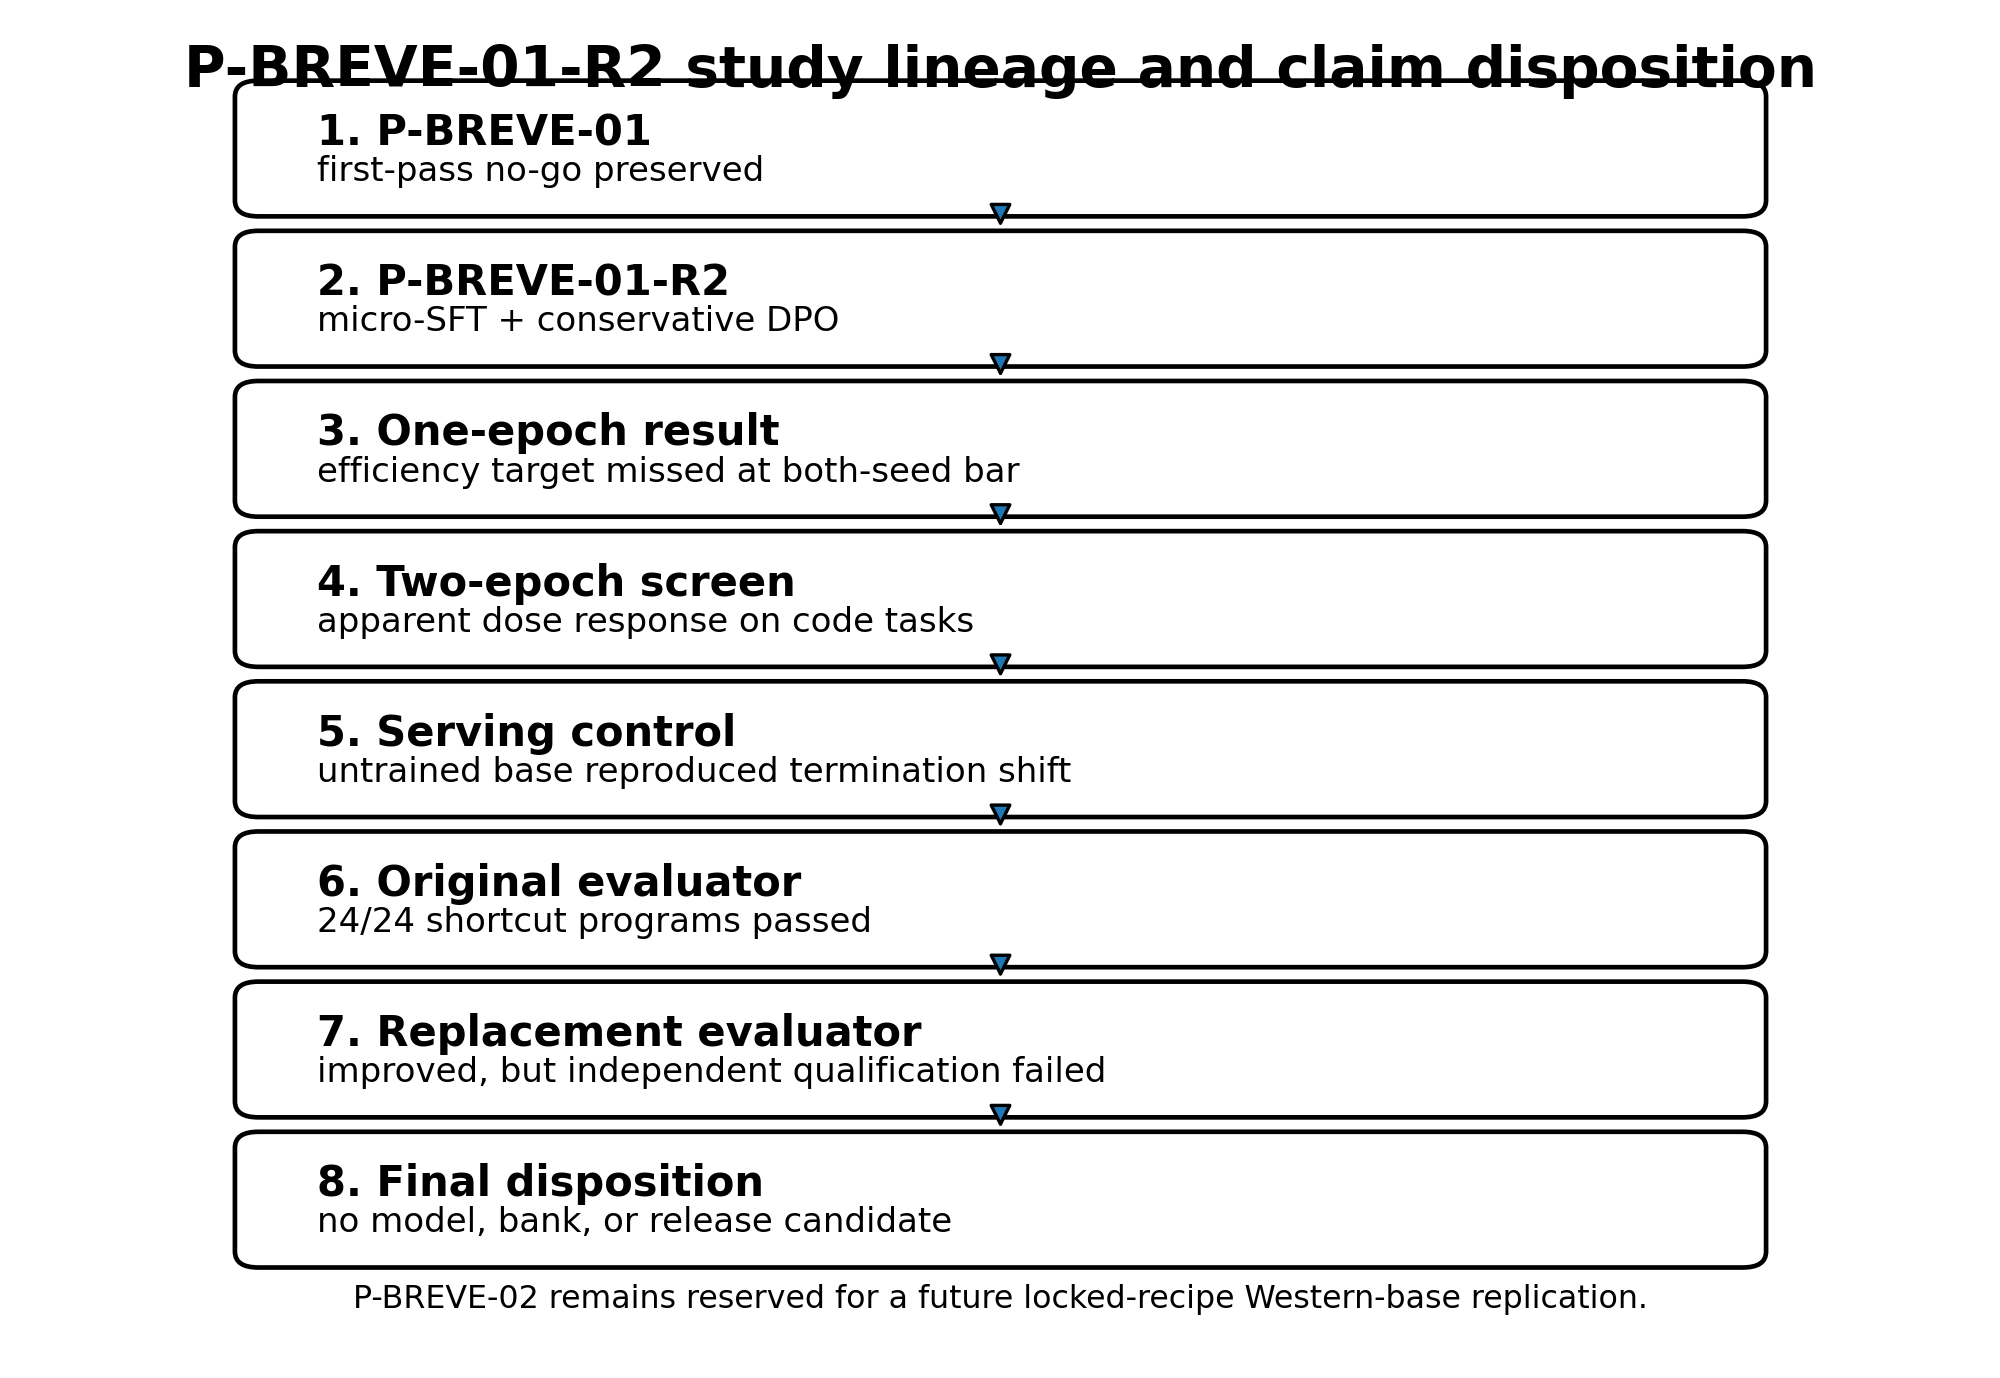 P-BREVE-01-R2 study lineage and claim disposition
1. P-BREVE-01
first-pass no-go preserved
2. P-BREVE-01-R2
micro-SFT + conservative DPO
3. One-epoch result
efficiency target missed at both-seed bar
4. Two-epoch screen
apparent dose response on code tasks
5. Serving control
untrained base reproduced termination shift
6. Original evaluator
24/24 shortcut programs passed
7. Replacement evaluator
improved, but independent qualification failed
8. Final disposition
no model, bank, or release candidate
P-BREVE-02 remains reserved for a future locked-recipe Western-base replication.